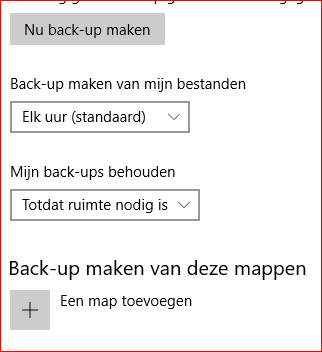 Nu back-up maken
Back-up maken van mijn bestanden
Elk uur (standaard)
Mijn back-ups behouden
Totdat ruimte nodig is
Back-up maken van deze mappen
Een map toevoegen